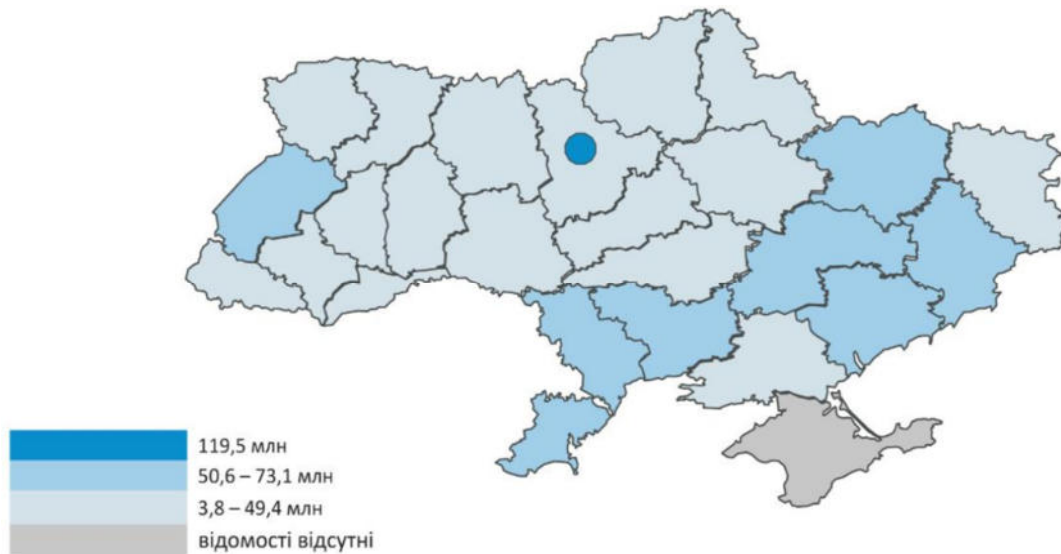 119,5 млн
50,6 – 73,1 млн
3,8 – 49,4 млн
відомості відсутні